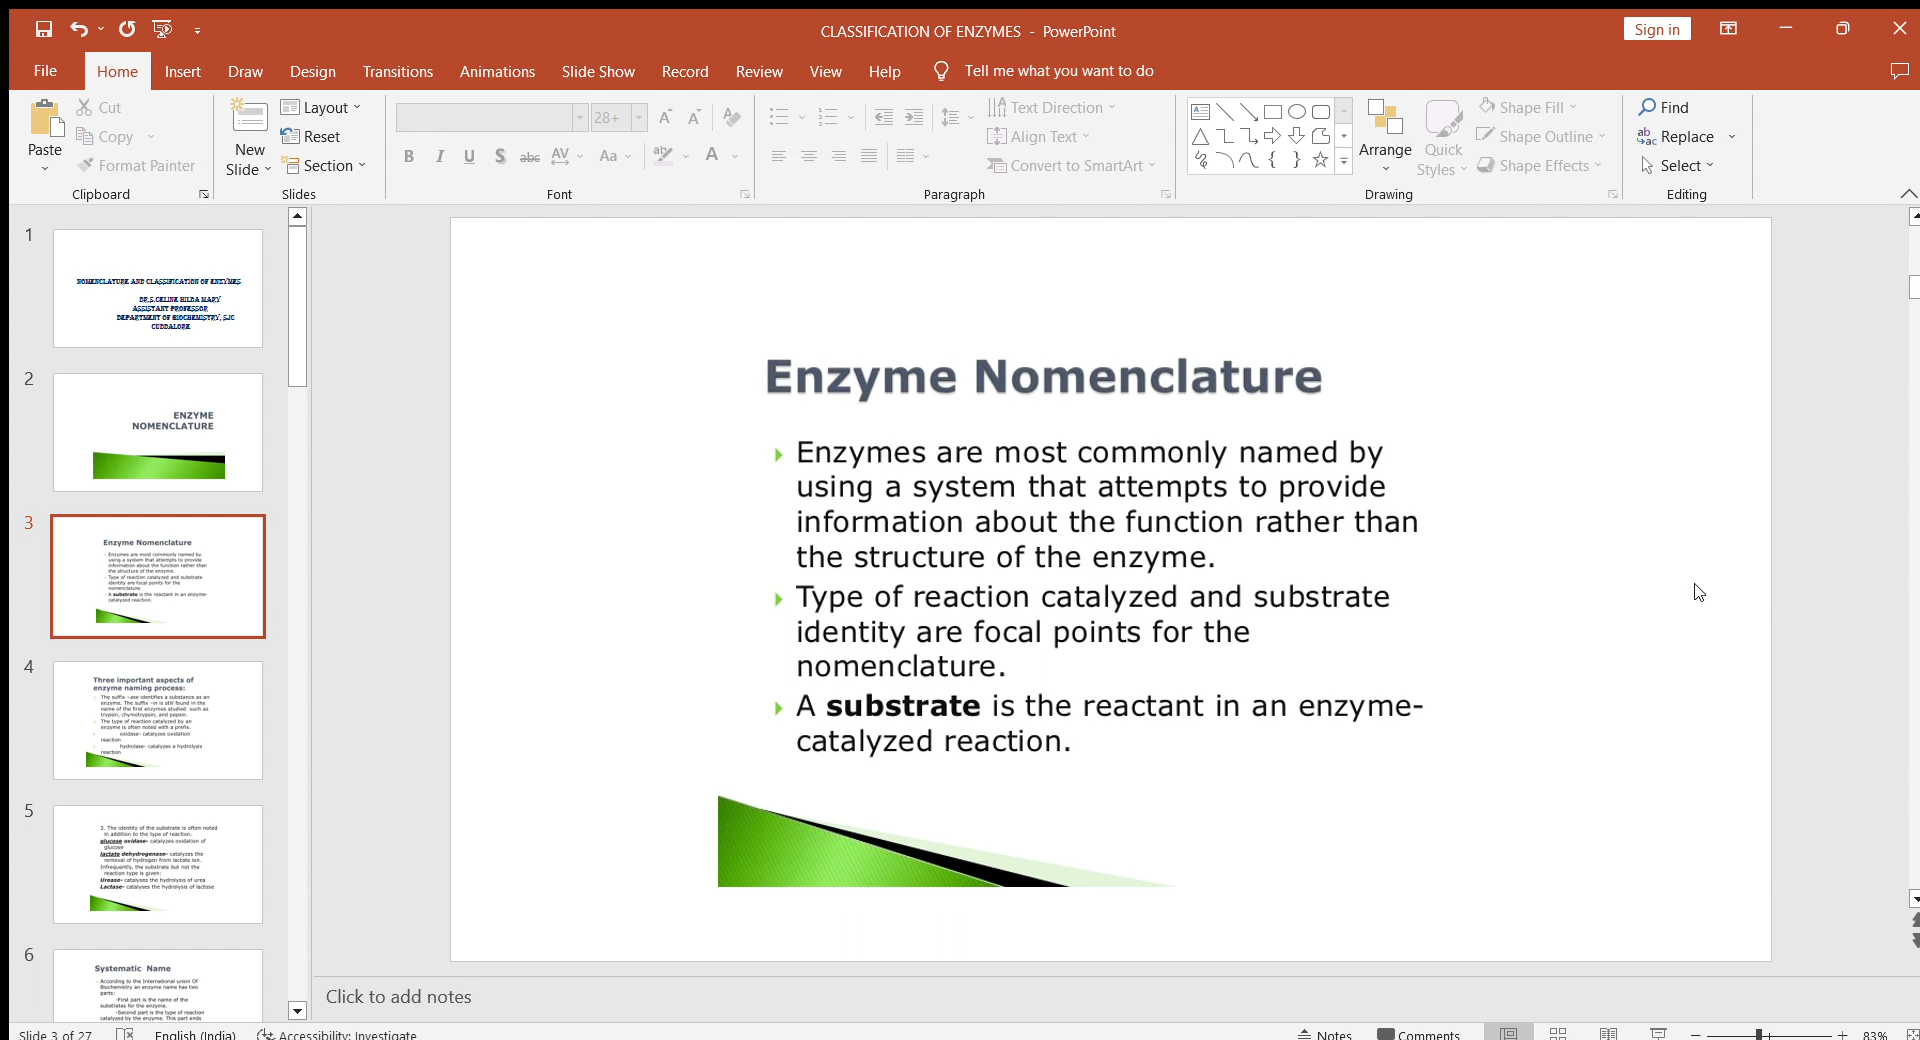 CLASSIFICATION OF ENZYMES - PowerPoint
Sign in
File Home Insert Draw Design Transitions Animations Slide Show Record Review View Help Tell me what you want to do
Paste
Cut
Copy
Format Painter
Clipboard
New
Slide
Layout
Reset
Section
Slides
28+
Font
Text Direction
Align Text
Convert to SmartArt
Paragraph
Arrange
Quick
Styles
Shape Fill
Shape Outline
Shape Effects
Drawing
Find
Replace
Select
Editing
1
NOMENCLATURE AND CLASSIFICATION OF ENZYMES
DR.S.CELINE HILDA MARY
ASSISTANT PROFESSOR
DEPARTMENT OF BIOCHEMISTRY, SJC
CUDDALORE
2
ENZYME
NOMENCLATURE
3
Enzyme Nomenclature
Enzymes are most commonly named by
using a system that attempts to provide
information about the function rather than
the structure of the enzyme.
Type of reaction catalyzed and substrate
identity are focal points for the
nomenclature.
A substrate is the reactant in an enzyme-
catalyzed reaction.
4
Three important aspects of
enzyme naming process:
The suffix –ase identifies a substance as an
enzyme. The suffix –in is still found in the
name of the first enzymes studied such as
trypsin, chymotrypsin, and pepsin.
The type of reaction catalyzed by an
enzyme is often noted with a prefix.
oxidase- catalyzes oxidation
reaction
hydrolase- catalyzes a hydrolysis
reaction
5
3. The identity of the substrate is often noted
in addition to the type of reaction.
glucose oxidase- catalyzes oxidation of
glucose
lactate dehydrogenase- catalyzes the
removal of hydrogen from lactate ion.
Infrequently, the substrate but not the
reaction type is given:
Urease- catalyses the hydrolysis of urea
Lactase- catalyses the hydrolysis of lactose
6
Systematic Name
According to the International union Of
Biochemistry an enzyme name has two
parts:
-First part is the name of the
substrates for the enzyme.
-Second part is the type of reaction
catalyzed by the enzyme. This part ends
Enzyme Nomenclature
Enzymes are most commonly named by
using a system that attempts to provide
information about the function rather than
the structure of the enzyme.
Type of reaction catalyzed and substrate
identity are focal points for the
nomenclature.
A substrate is the reactant in an enzyme-
catalyzed reaction.
Click to add notes
Slide 3 of 27 English (India) Accessibility: Investigate Notes Comments 83%